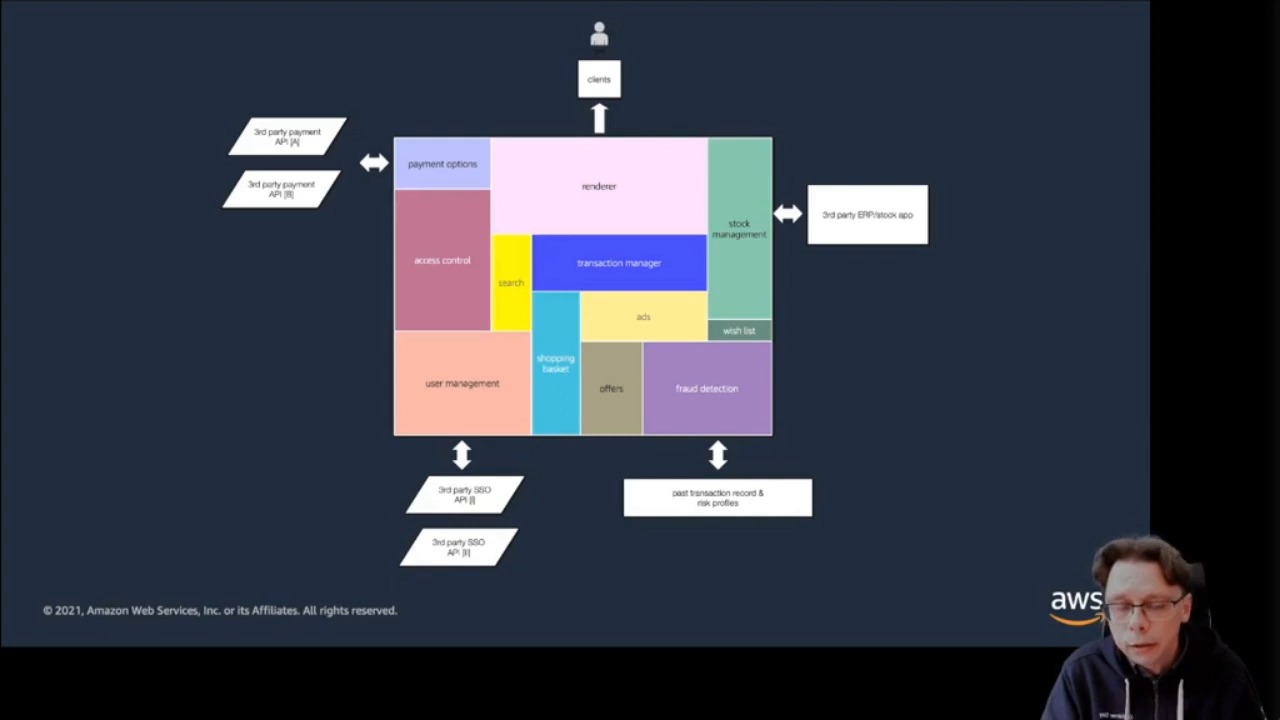 clients
3rd party payment
API [A]
3rd party payment
API [B]
payment options
renderer
stock
management
3rd party ERP/stock app
access control
search
transaction manager
ads
wish list
shopping
basket
user management
offers
fraud detection
3rd party SSO
API [I]
3rd party SSO
API [II]
past transaction record &
risk profiles
© 2021, Amazon Web Services, Inc. or its Affiliates. All rights reserved.
aws